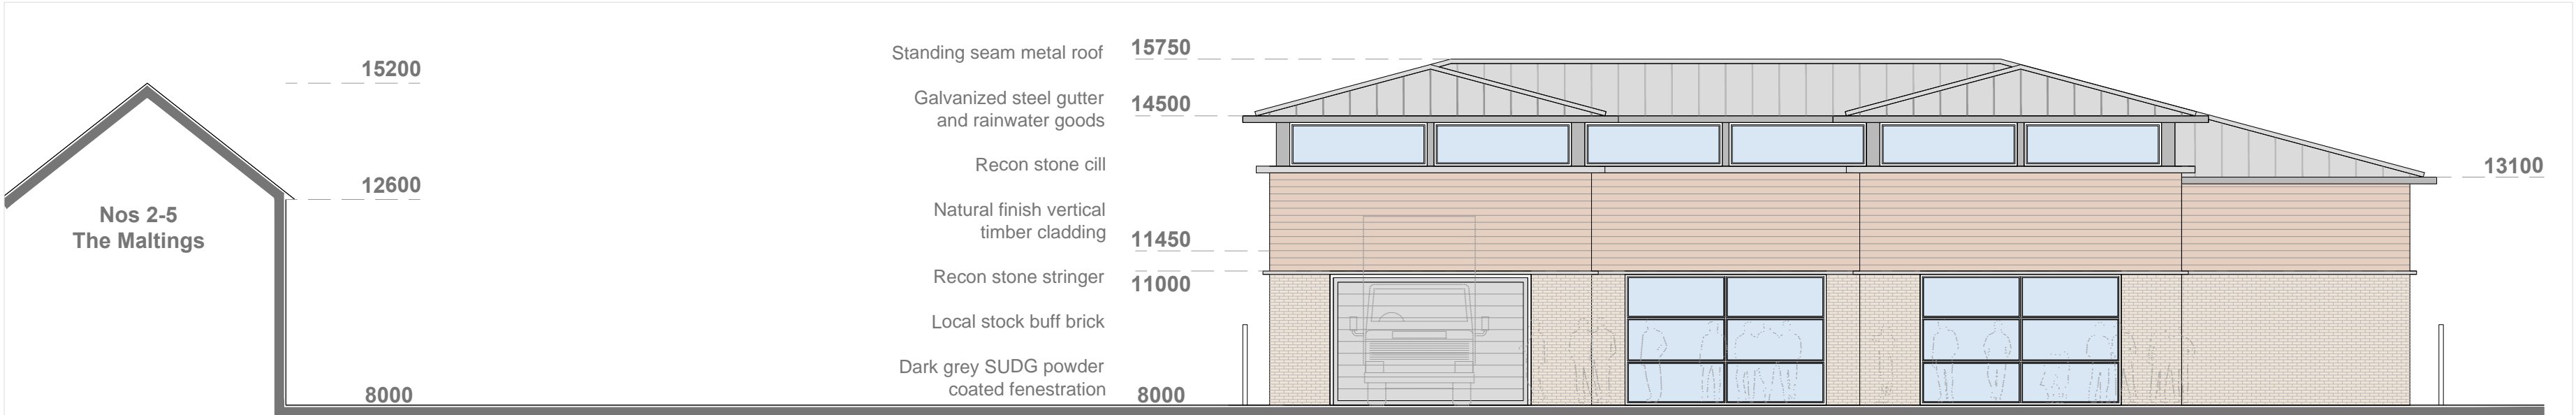 15200
12600
Nos 2-5
The Maltings
8000
Standing seam metal roof
15750
Galvanized steel gutter
and rainwater goods
14500
Recon stone cill
Natural finish vertical
timber cladding
11450
Recon stone stringer
11000
Local stock buff brick
Dark grey SUDG powder
coated fenestration
8000
13100